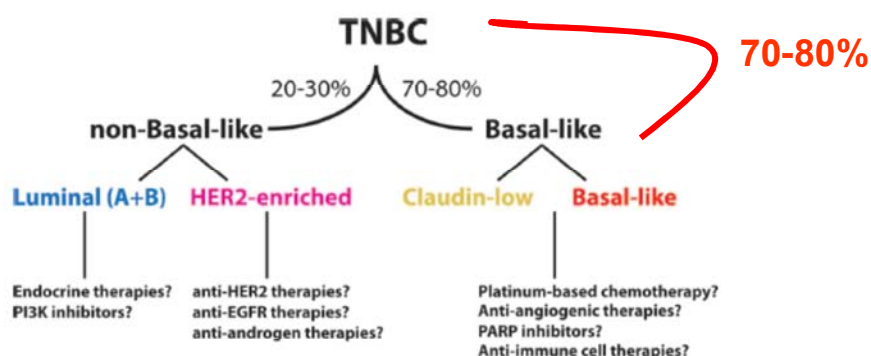 TNBC
70-80%
20-30% 70-80%
non-Basal-like Basal-like
Luminal (A+B) HER2-enriched Claudin-low Basal-like
Endocrine therapies? anti-HER2 therapies? Platinum-based chemotherapy?
PI3K inhibitors? anti-EGFR therapies? Anti-angiogenic therapies?
anti-androgen therapies? PARP inhibitors?
Anti-immune cell therapies?